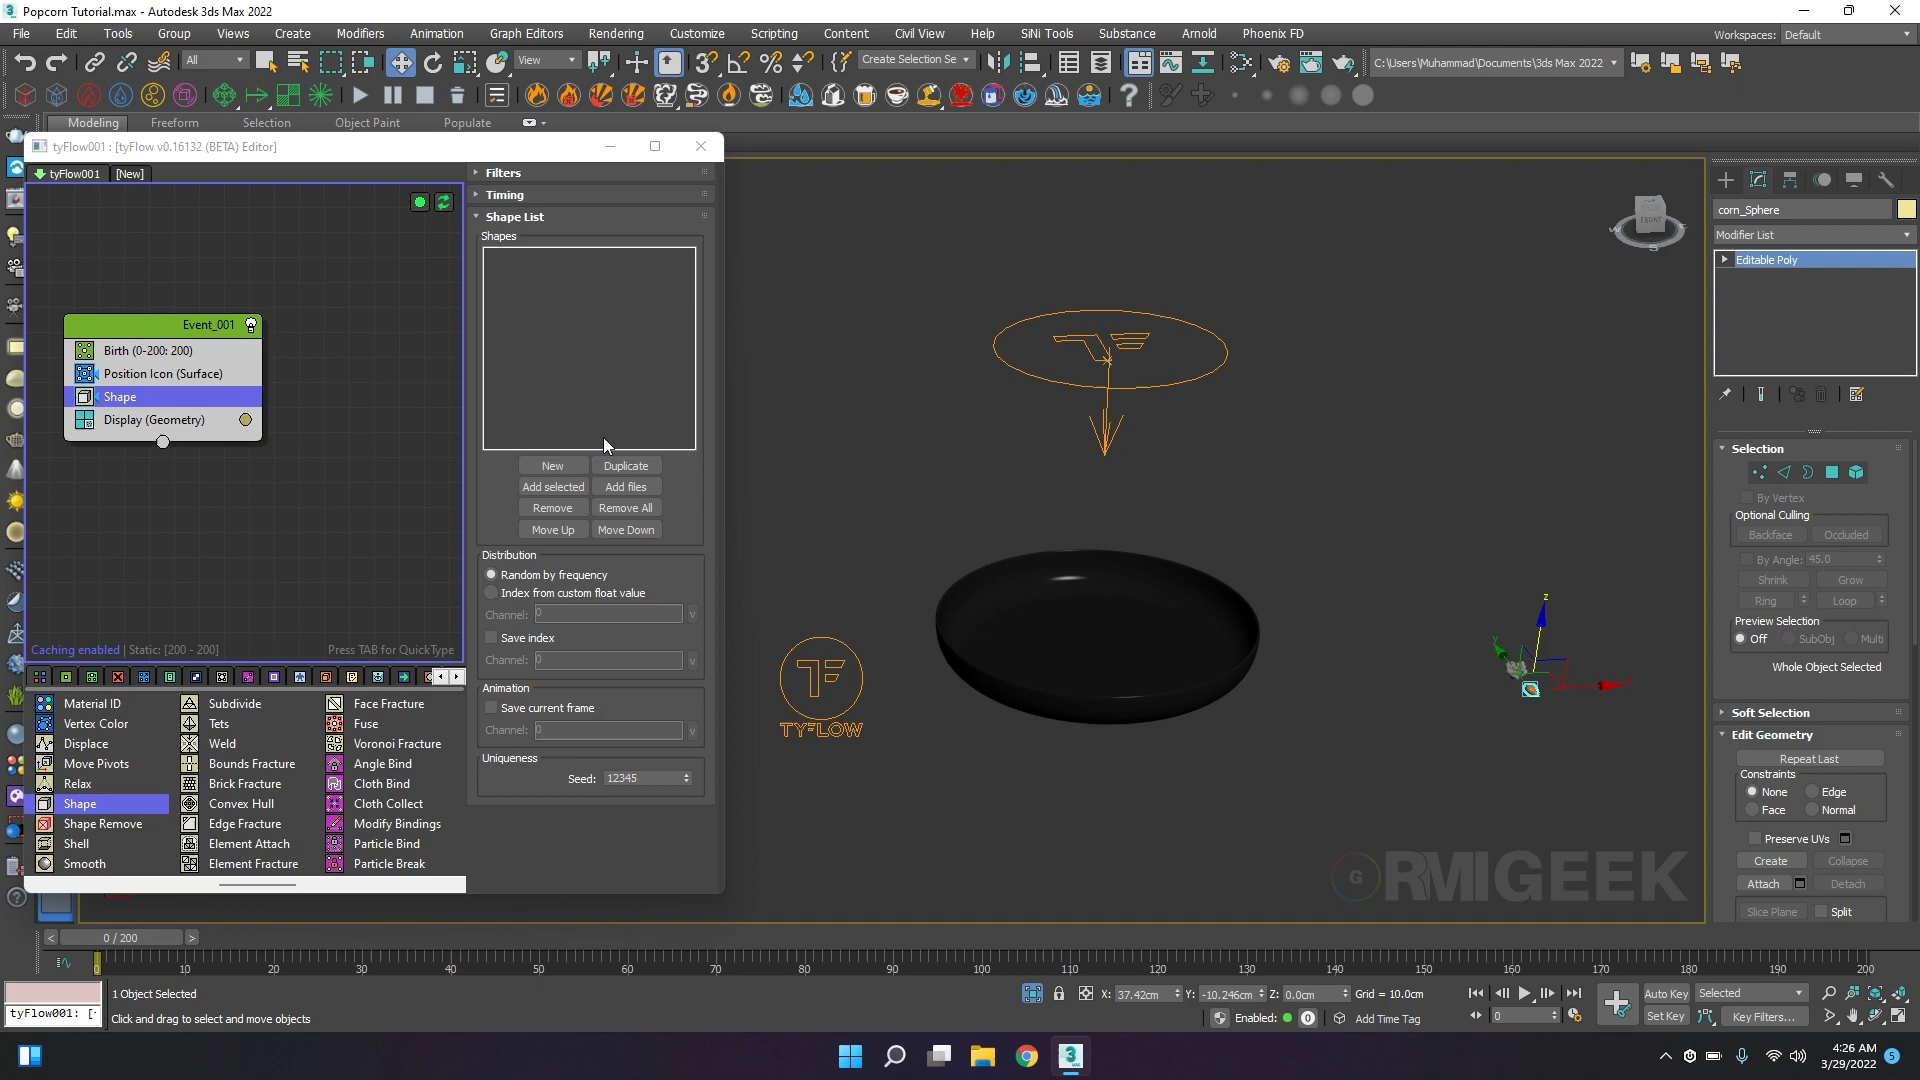 Popcorn Tutorial.max - Autodesk 3ds Max 2022
File Edit Tools Group Views Create Modifiers Animation Graph Editors Rendering Customize Scripting Content Civil View Substance Arnold Help SiNi Tools Phoenix FD
Workspaces: Default
All View Create Selection Se C:\Users\Muhammad\Documents\3ds Max 2022
Modeling Freeform Selection Object Paint Populate
tyFlow001 : [tyFlow v0.16132 (BETA) Editor]
tyFlow001 [New]
Event_001
Birth (0-200: 200)
Position Icon (Surface)
Shape
Display (Geometry)
Caching enabled | Static: [200 - 200] Press TAB for QuickType
Material ID Subdivide Face Fracture
Vertex Color Tets Fuse
Displace Weld Voronoi Fracture
Move Pivots Bounds Fracture Angle Bind
Relax Brick Fracture Cloth Bind
Shape Convex Hull Cloth Collect
Shape Remove Edge Fracture Modify Bindings
Shell Element Attach Particle Bind
Smooth Element Fracture Particle Break
Filters
Timing
Shape List
Shapes
New Duplicate
Add selected Add files
Remove Remove All
Move Up Move Down
Distribution
Random by frequency
Index from custom float value
Channel: 0 v
Save index
Channel: 0 v
Animation
Save current frame
Channel: 0 v
Uniqueness
Seed: 12345
TYFLOW
FRONT
W S
z
y
ORMIGEEK
corn_Sphere
Modifier List
Editable Poly
Selection
By Vertex
Optional Culling
Backface Occluded
By Angle: 45.0
Shrink Grow
Ring Loop
Preview Selection
Off SubObj Multi
Whole Object Selected
Soft Selection
Edit Geometry
Repeat Last
Constraints
None Edge
Face Normal
Preserve UVs
Create Collapse
Attach Detach
Slice Plane Split
< 0 / 200 >
0 10 20 30 40 50 60 70 80 90 100 110 120 130 140 150 160 170 180 190 200
1 Object Selected
X: 37.42cm Y: -10.246cm Z: 0.0cm Grid = 10.0cm
Auto Key Selected
tyFlow001: [
Click and drag to select and move objects
Enabled: 0 Add Time Tag
0
Set Key Key Filters...
4:26 AM
3/29/2022
5